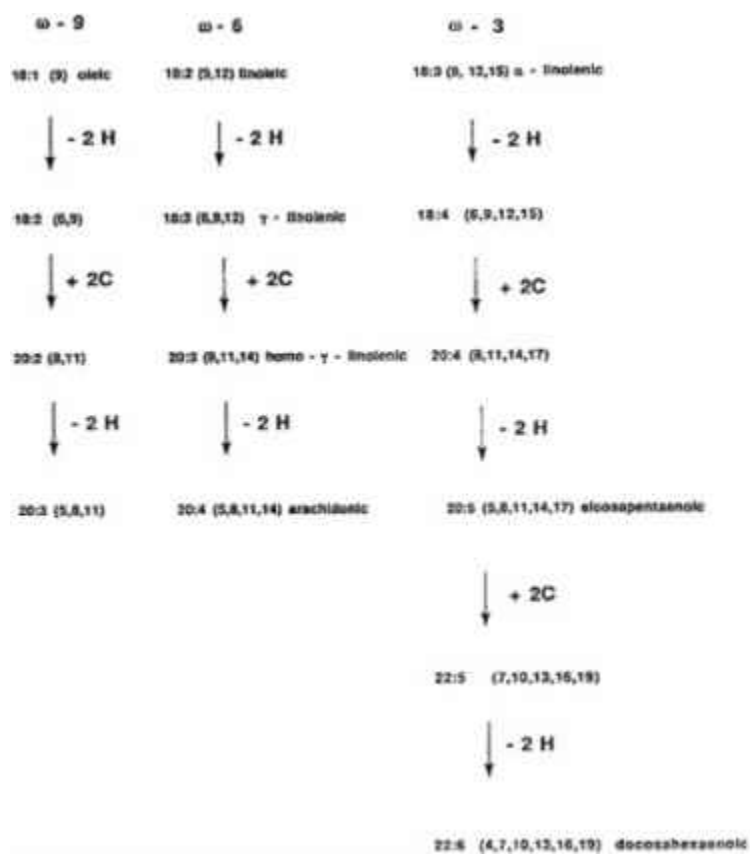 ω - 9 ω - 6 ω - 3
18:1 (9) oleic 18:2 (9,12) linoleic 18:3 (9, 12,15) α - linolenic
- 2 H - 2 H - 2 H
18:2 (6,9) 18:3 (6,9,12) γ - linolenic 18:4 (6,9,12,15)
+ 2C + 2C + 2C
20:2 (8,11) 20:3 (8,11,14) homo - γ - linolenic 20:4 (8,11,14,17)
- 2 H - 2 H - 2 H
20:3 (5,8,11) 20:4 (5,8,11,14) arachidonic 20:5 (5,8,11,14,17) eicosapentaenoic
+ 2C
22:5 (7,10,13,16,19)
- 2 H
22:6 (4,7,10,13,16,19) docosahexaenoic